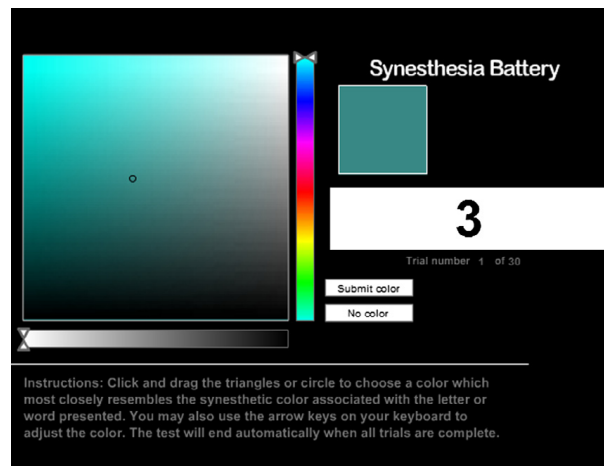 Synesthesia Battery
3
Trial number 1 of 30
Submit color
No color
Instructions: Click and drag the triangles or circle to choose a color which
most closely resembles the synesthetic color associated with the letter or
word presented. You may also use the arrow keys on your keyboard to
adjust the color. The test will end automatically when all trials are complete.